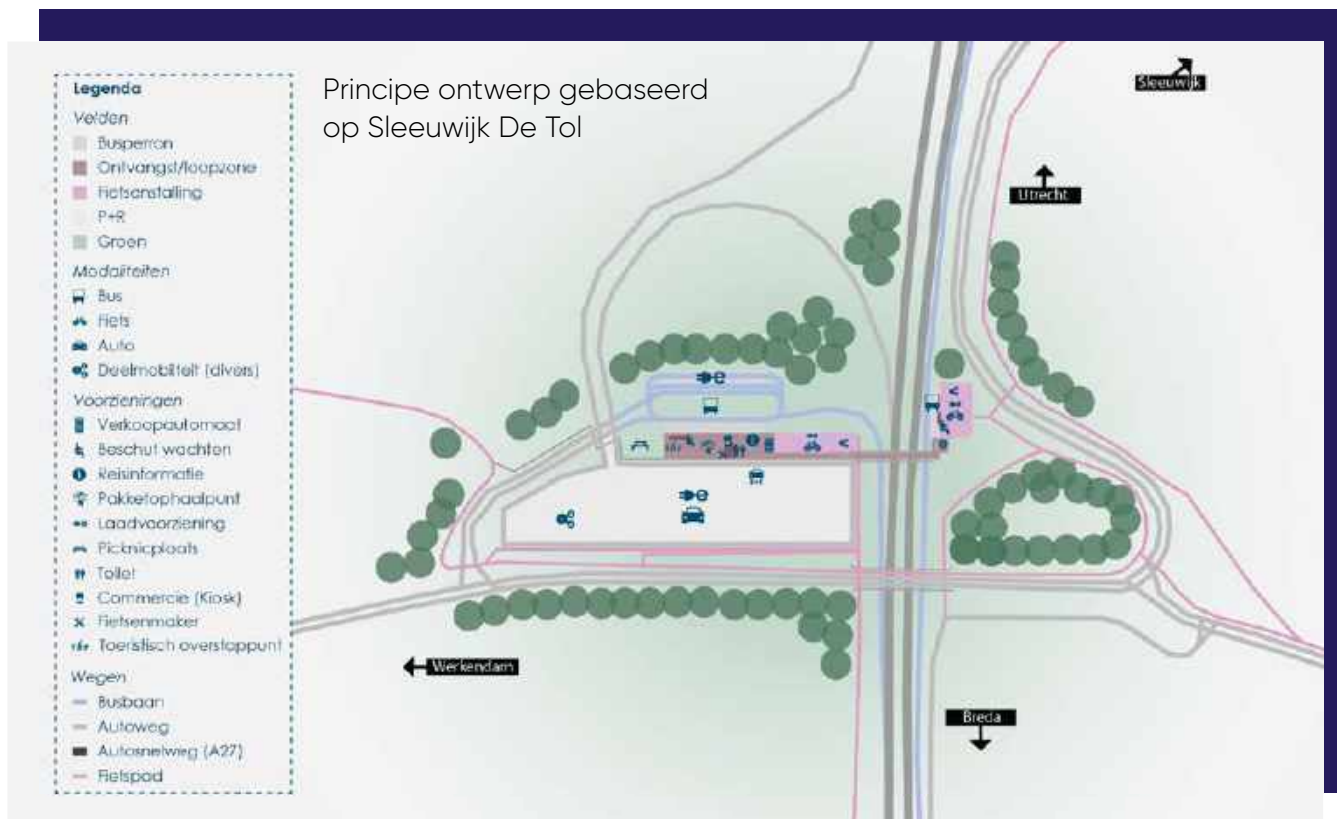 Legenda
Velden
Busperron
Ontvangst/loopzone
Fietsenstalling
P+R
Groen
Modaliteiten
Bus
Fiets
Auto
Deelmobiliteit (divers)
Voorzieningen
Verkoopautomaat
Beschut wachten
Reisinformatie
Pakketophaalpunt
Laadvoorziening
Picknicplaats
Toilet
Commercie (Kiosk)
Fietsenmaker
Toeristisch overstappunt
Wegen
Busbaan
Autoweg
Autosnelweg (A27)
Fietspad
Principe ontwerp gebaseerd
op Sleeuwijk De Tol
Sleeuwijk
Utrecht
Werkendam
Breda